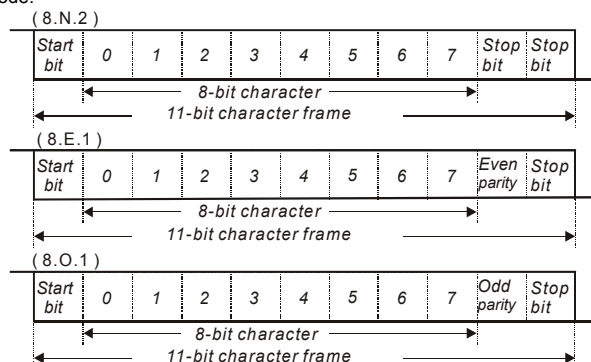 ode.
(8.N.2)
Start bit 0 1 2 3 4 5 6 7 Stop bit Stop bit
8-bit character
11-bit character frame
(8.E.1)
Start bit 0 1 2 3 4 5 6 7 Even parity Stop bit
8-bit character
11-bit character frame
(8.O.1)
Start bit 0 1 2 3 4 5 6 7 Odd parity Stop bit
8-bit character
11-bit character frame